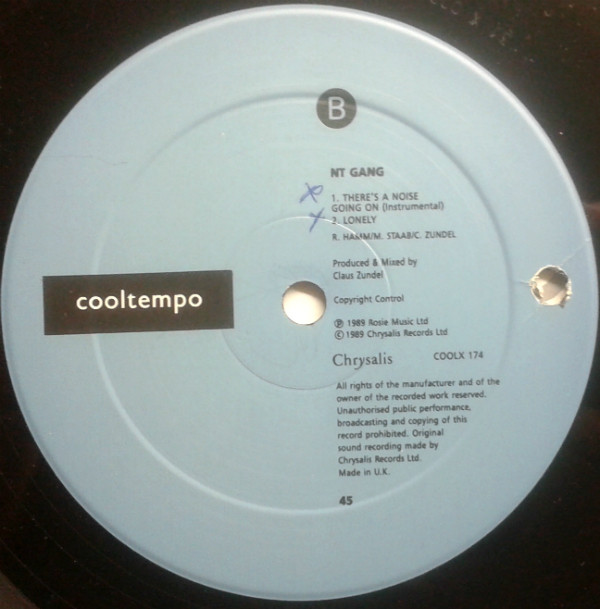 B
NT GANG
1. THERE'S A NOISE
GOING ON (Instrumental)
2. LONELY
R. HAMM/M. STAAB/C. ZUNDEL
Produced & Mixed by
Claus Zundel
cooltempo
Copyright Control
℗ 1989 Rosie Music Ltd
© 1989 Chrysalis Records Ltd
Chrysalis COOLX 174
All rights of the manufacturer and of the
owner of the recorded work reserved.
Unauthorised public performance,
broadcasting and copying of this
record prohibited. Original
sound recording made by
Chrysalis Records Ltd.
Made in U.K.
45